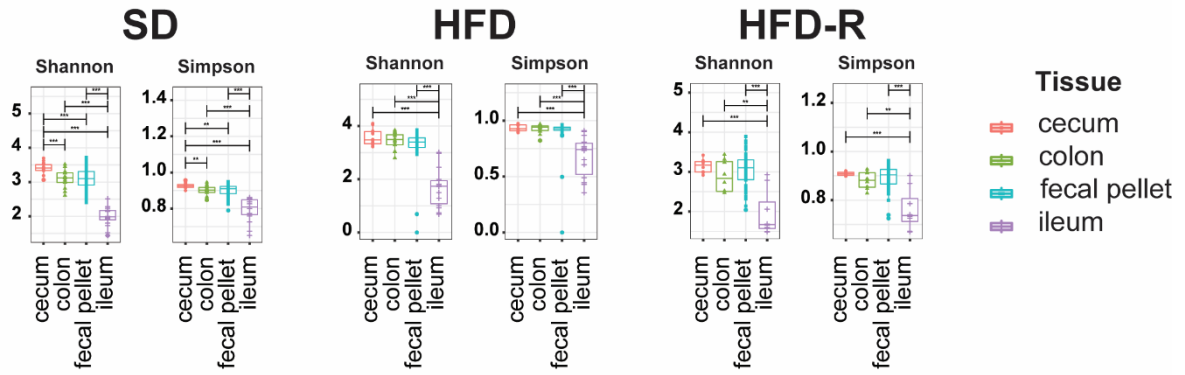 SD HFD HFD-R
Shannon Simpson Shannon Simpson Shannon Simpson
5
4
3
2
*** *** *** *** ***
1.4
1.2
1.0
0.8
*** *** ** *** **
4
2
0
*** *** ***
1.0
0.5
0.0
*** *** ***
5
4
3
2
*** ** ***
1.2
1.0
0.8
*** ** ***
cecum colon fecal pellet ileum
cecum colon fecal pellet ileum
cecum colon fecal pellet ileum
cecum colon fecal pellet ileum
cecum colon fecal pellet ileum
cecum colon fecal pellet ileum
Tissue
cecum
colon
fecal pellet
ileum